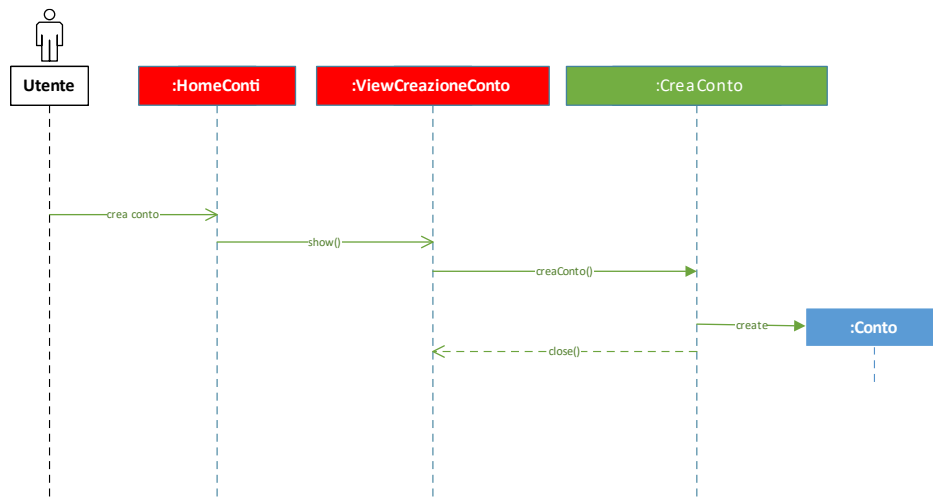 Utente
:HomeConti
:ViewCreazioneConto
:CreaConto
crea conto
show()
creaConto()
create
:Conto
close()